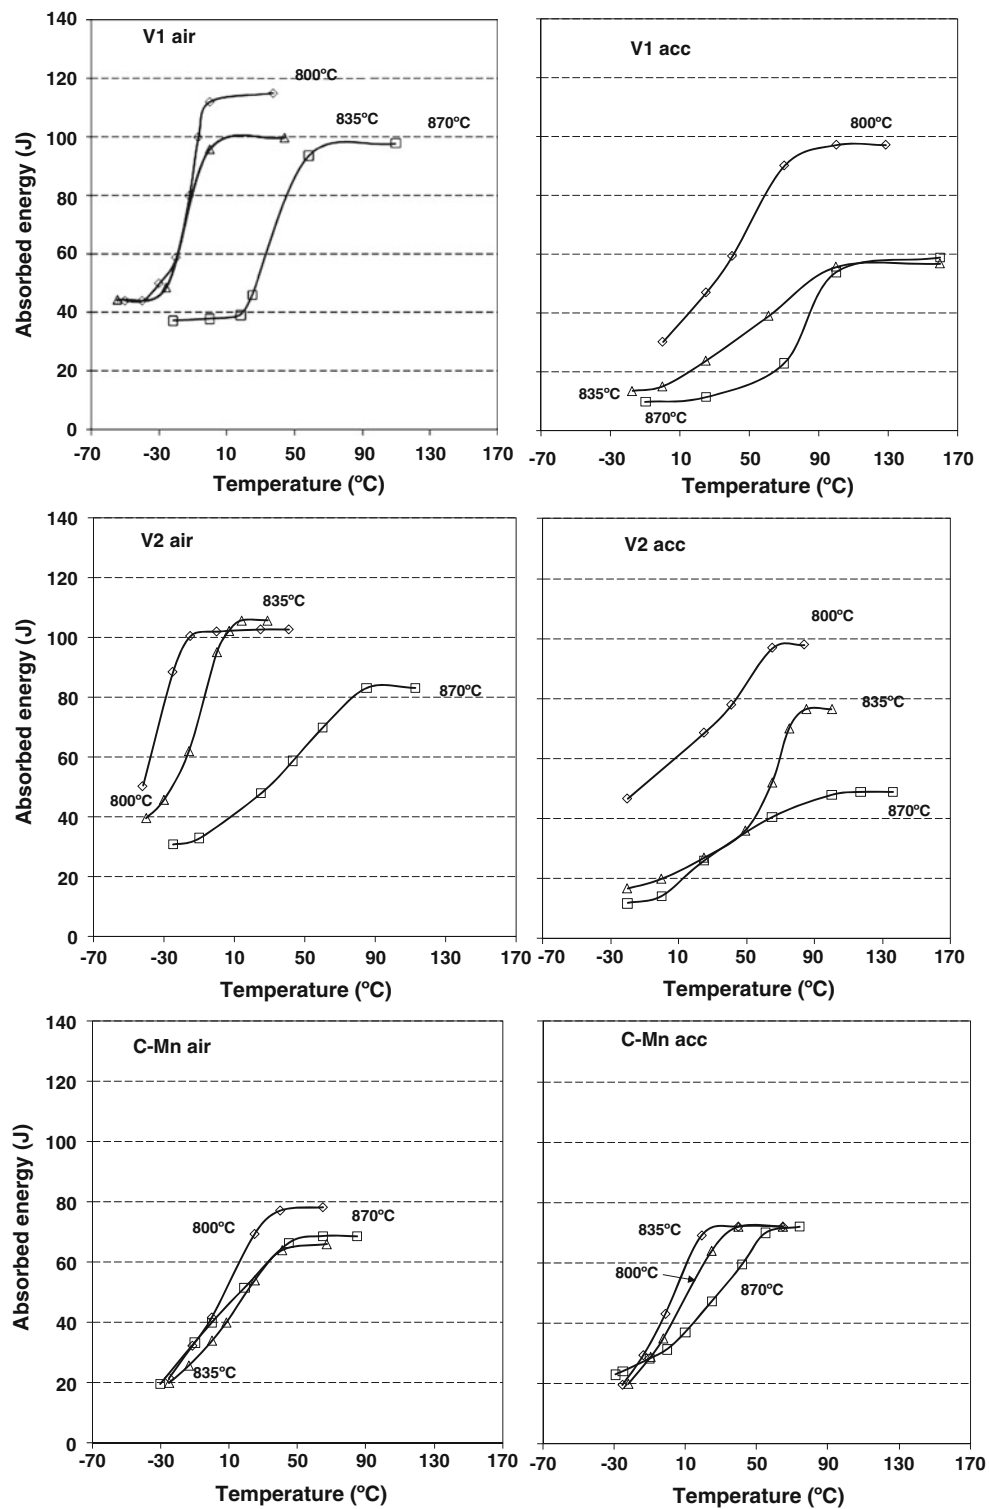 V1 air
140
120
100
80
60
40
20
0
800ºC
835ºC
870ºC
-70
-30
10
50
90
130
170
Absorbed energy (J)
Temperature (ºC)
V1 acc
800ºC
835ºC
870ºC
-70
-30
10
50
90
130
170
Temperature (ºC)
V2 air
140
120
100
80
60
40
20
0
835ºC
870ºC
800ºC
-70
-30
10
50
90
130
170
Absorbed energy (J)
Temperature (ºC)
V2 acc
800ºC
835ºC
870ºC
-70
-30
10
50
90
130
170
Temperature (ºC)
C-Mn air
140
120
100
80
60
40
20
0
800ºC
870ºC
835ºC
-70
-30
10
50
90
130
170
Absorbed energy (J)
Temperature (ºC)
C-Mn acc
835ºC
800ºC
870ºC
-70
-30
10
50
90
130
170
Temperature (ºC)